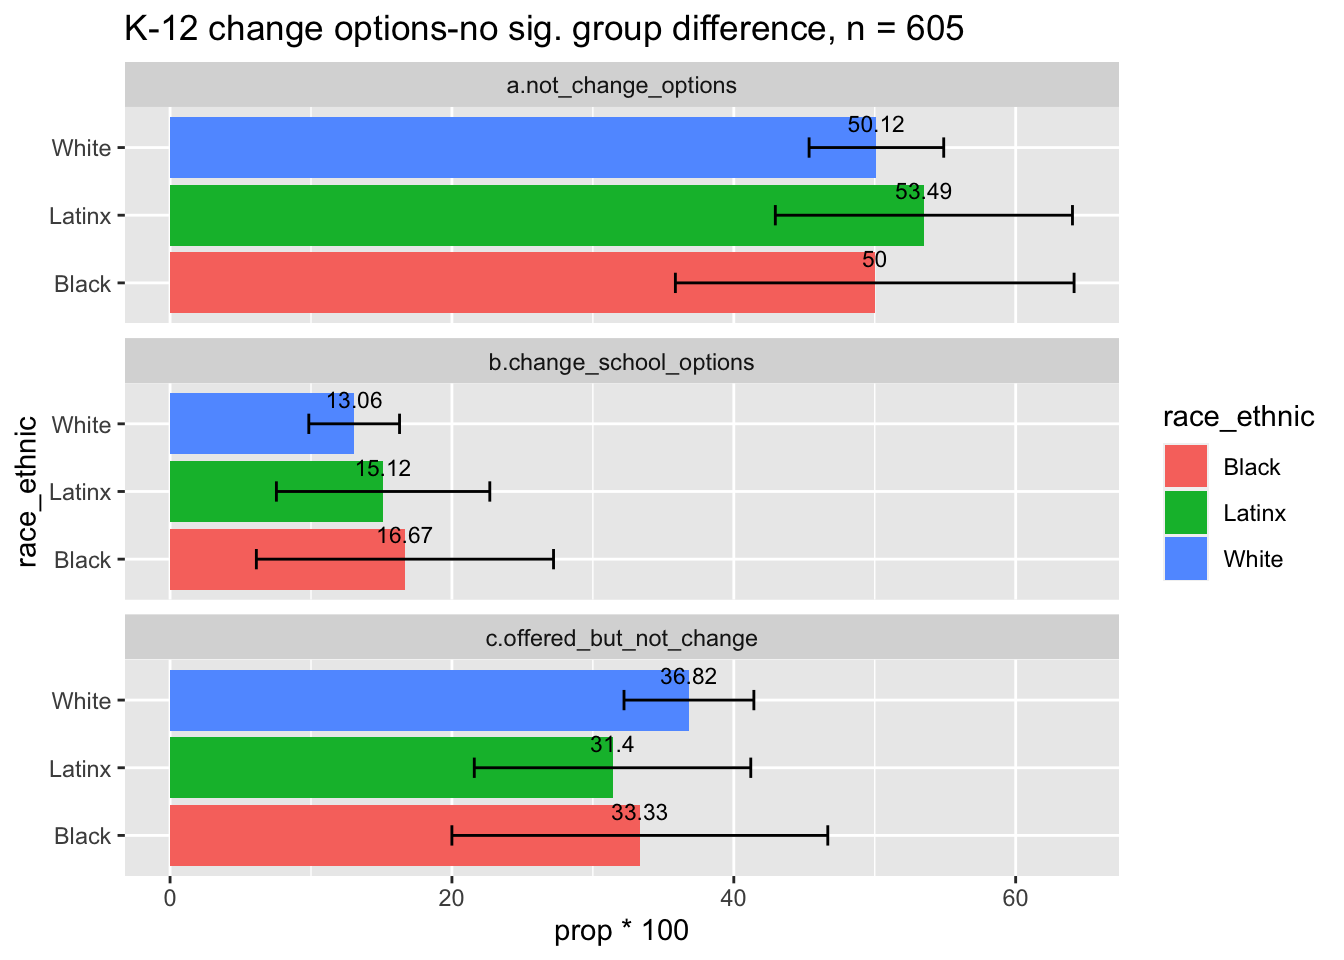 K-12 change options-no sig. group difference, n = 605
a.not_change_options
White
50.12
Latinx
53.49
Black
50
b.change_school_options
White
13.06
Latinx
15.12
Black
16.67
c.offered_but_not_change
White
36.82
Latinx
31.4
Black
33.33
0 20 40 60
prop * 100
race_ethnic
race_ethnic
Black
Latinx
White